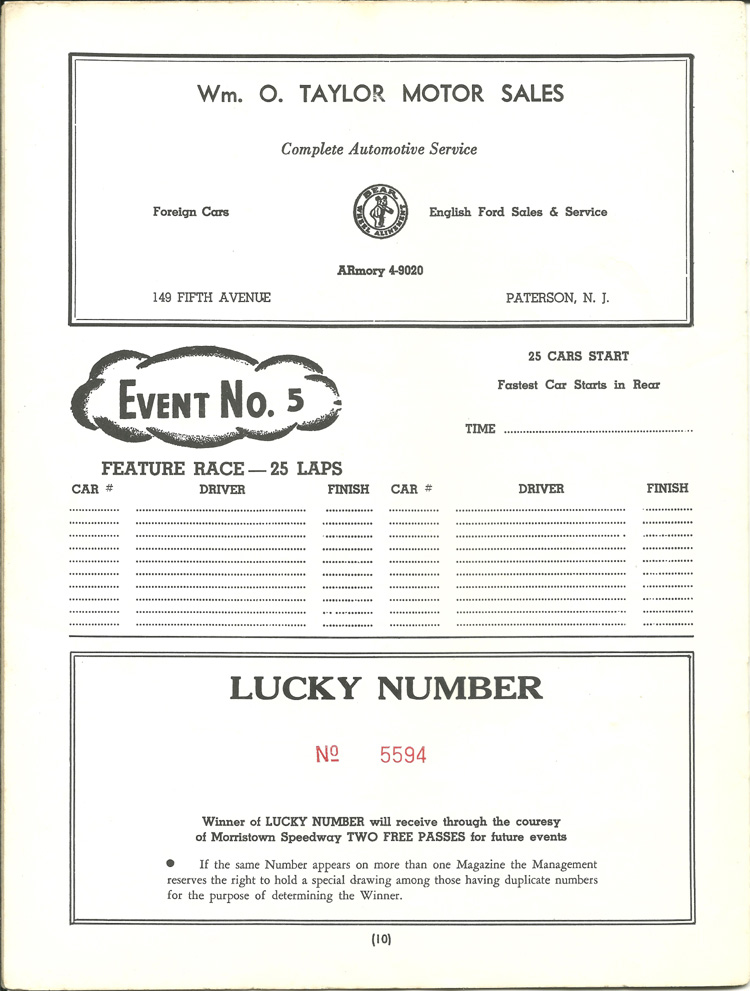 Wm. O. TAYLOR MOTOR SALES
Complete Automotive Service
Foreign Cars
BEAR
WHEEL ALINEMENT
English Ford Sales & Service
ARmory 4-9020
149 FIFTH AVENUE
PATERSON, N. J.
EVENT NO. 5
25 CARS START
Fastest Car Starts in Rear
TIME
FEATURE RACE — 25 LAPS
CAR # DRIVER FINISH CAR # DRIVER FINISH
LUCKY NUMBER
Nº 5594
Winner of LUCKY NUMBER will receive through the couresy
of Morristown Speedway TWO FREE PASSES for future events
● If the same Number appears on more than one Magazine the Management
reserves the right to hold a special drawing among those having duplicate numbers
for the purpose of determining the Winner.
(10)